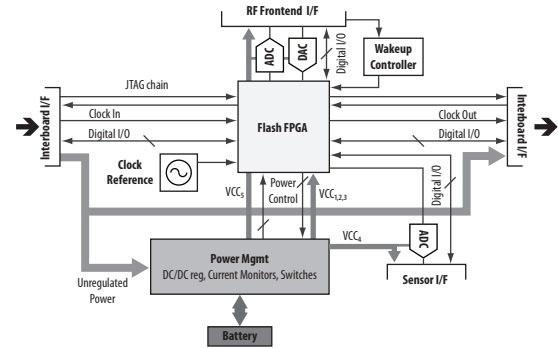 RF Frontend I/F
ADC
DAC
Digital I/O
Wakeup
Controller
Interboard I/F
JTAG chain
Clock In
Digital I/O
Flash FPGA
Clock Out
Digital I/O
Interboard I/F
Clock
Reference
VCC5
Power
Control
VCC1,2,3
Digital I/O
ADC
VCC4
Power Mgmt
DC/DC reg, Current Monitors, Switches
Sensor I/F
Unregulated
Power
Battery